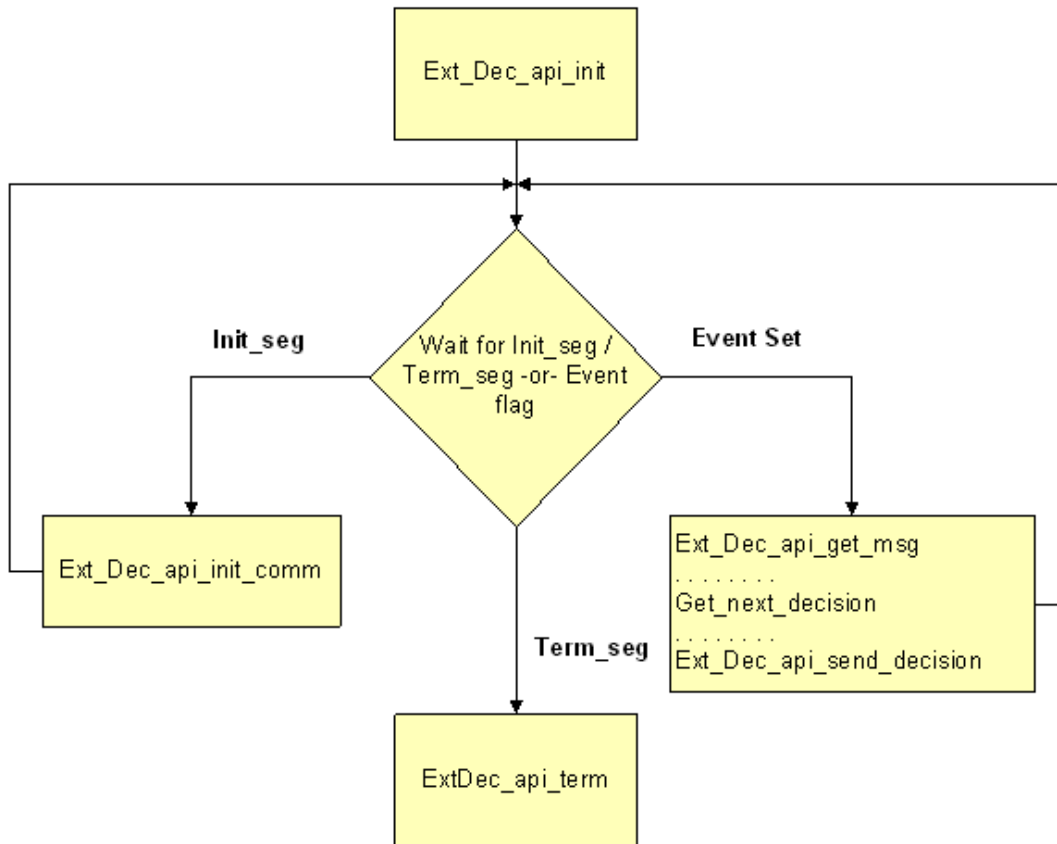 Ext_Dec_api_init
Init_seg
Wait for Init_seg /
Term_seg -or- Event
flag
Event Set
Ext_Dec_api_init_comm
Ext_Dec_api_get_msg
. . . . . . . .
Get_next_decision
. . . . . . . .
Ext_Dec_api_send_decision
Term_seg
ExtDec_api_term